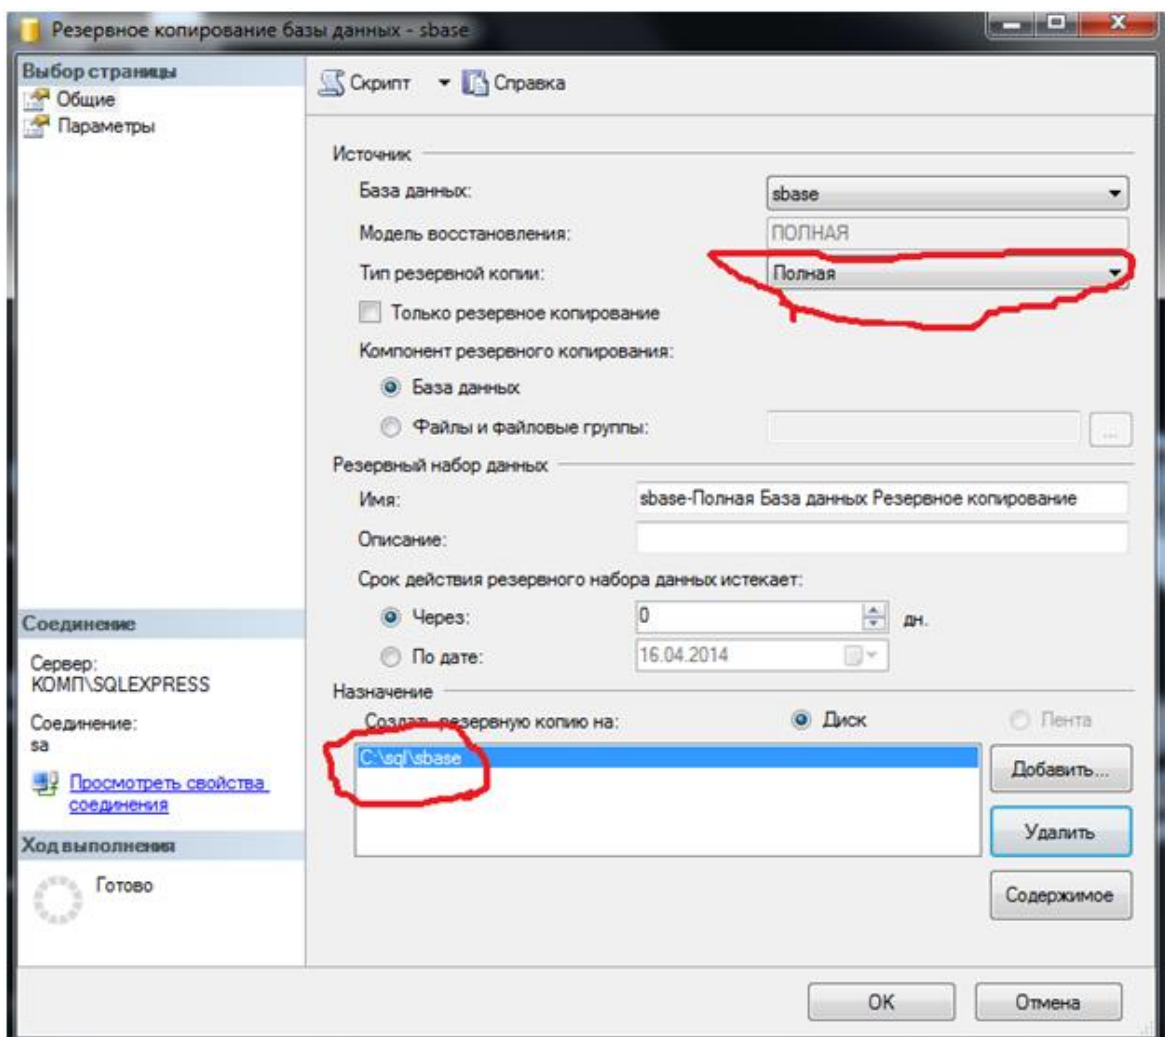 Резервное копирование базы данных - sbase
Выбор страницы
Общие
Параметры
Скрипт Справка
Источник
База данных: sbase
Модель восстановления: ПОЛНАЯ
Тип резервной копии: Полная
Только резервное копирование
Компонент резервного копирования:
База данных
Файлы и файловые группы: ...
Резервный набор данных
Имя: sbase-Полная База данных Резервное копирование
Описание:
Срок действия резервного набора данных истекает:
Через: 0 дн.
По дате: 16.04.2014
Назначение
Создать резервную копию на: Диск Лента
C:\sql\sbase
Добавить...
Удалить
Содержимое
Соединение
Сервер:
КОМП\SQLEXPRESS
Соединение:
sa
Просмотреть свойства
соединения
Ход выполнения
Готово
OK Отмена